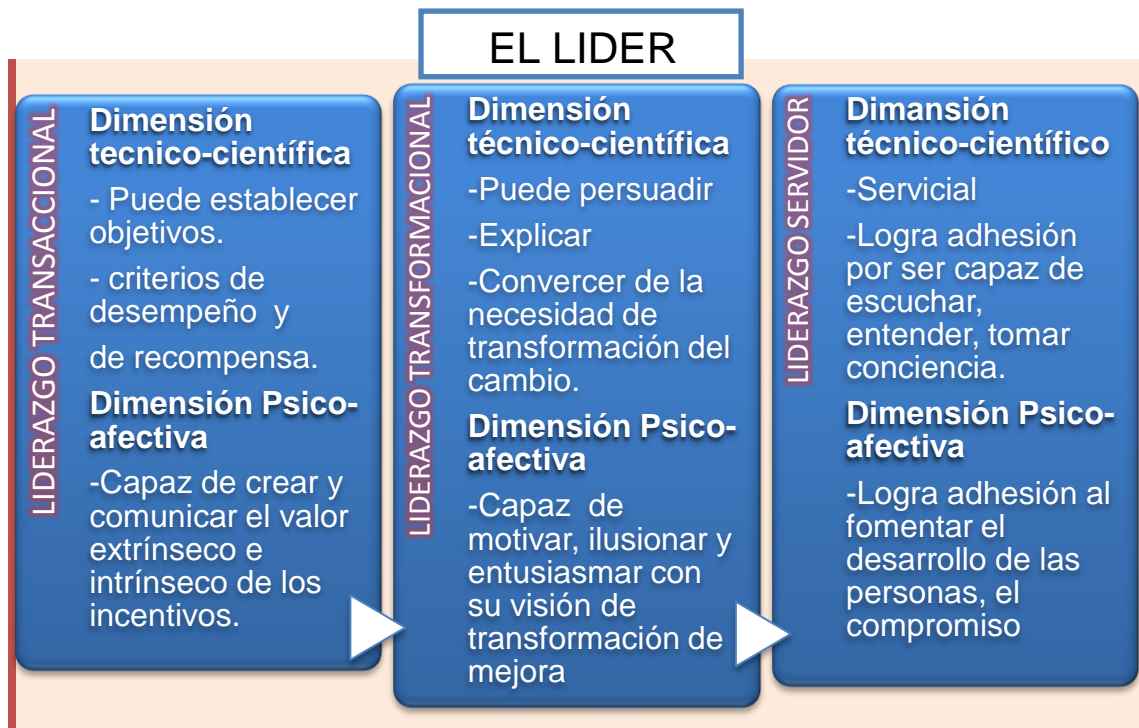 EL LIDER
LIDERAZGO TRANSACCIONAL
Dimensión
tecnico-científica
- Puede establecer
objetivos.
- criterios de
desempeño y
de recompensa.
Dimensión Psico-
afectiva
-Capaz de crear y
comunicar el valor
extrínseco e
intrínseco de los
incentivos.
LIDERAZGO TRANSFORMACIONAL
Dimensión
técnico-científica
-Puede persuadir
-Explicar
-Convercer de la
necesidad de
transformación del
cambio.
Dimensión Psico-
afectiva
-Capaz de
motivar, ilusionar y
entusiasmar con
su visión de
transformación de
mejora
LIDERAZGO SERVIDOR
Dimansión
técnico-científico
-Servicial
-Logra adhesión
por ser capaz de
escuchar,
entender, tomar
conciencia.
Dimensión Psico-
afectiva
-Logra adhesión al
fomentar el
desarrollo de las
personas, el
compromiso